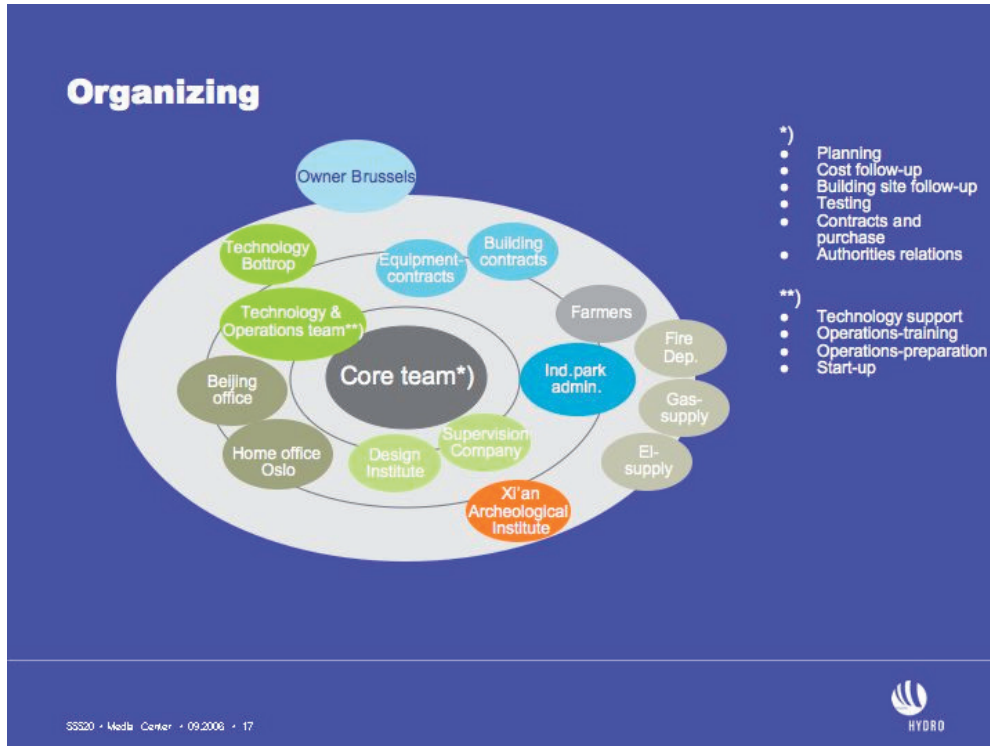 Organizing
Owner Brussels
Technology
Bottrop
Equipment-
contracts
Building
contracts
Technology &
Operations team**)
Farmers
Fire
Dep.
Core team*)
Ind.park
admin.
Beijing
office
Gas-
supply
Home office
Oslo
Design
Institute
Supervision
Company
El-
supply
Xi'an
Archeological
Institute
*)
● Planning
● Cost follow-up
● Building site follow-up
● Testing
● Contracts and
purchase
● Authorities relations
**)
● Technology support
● Operations-training
● Operations-preparation
● Start-up
SSS20 • Media Center • 09.2006 • 17
HYDRO